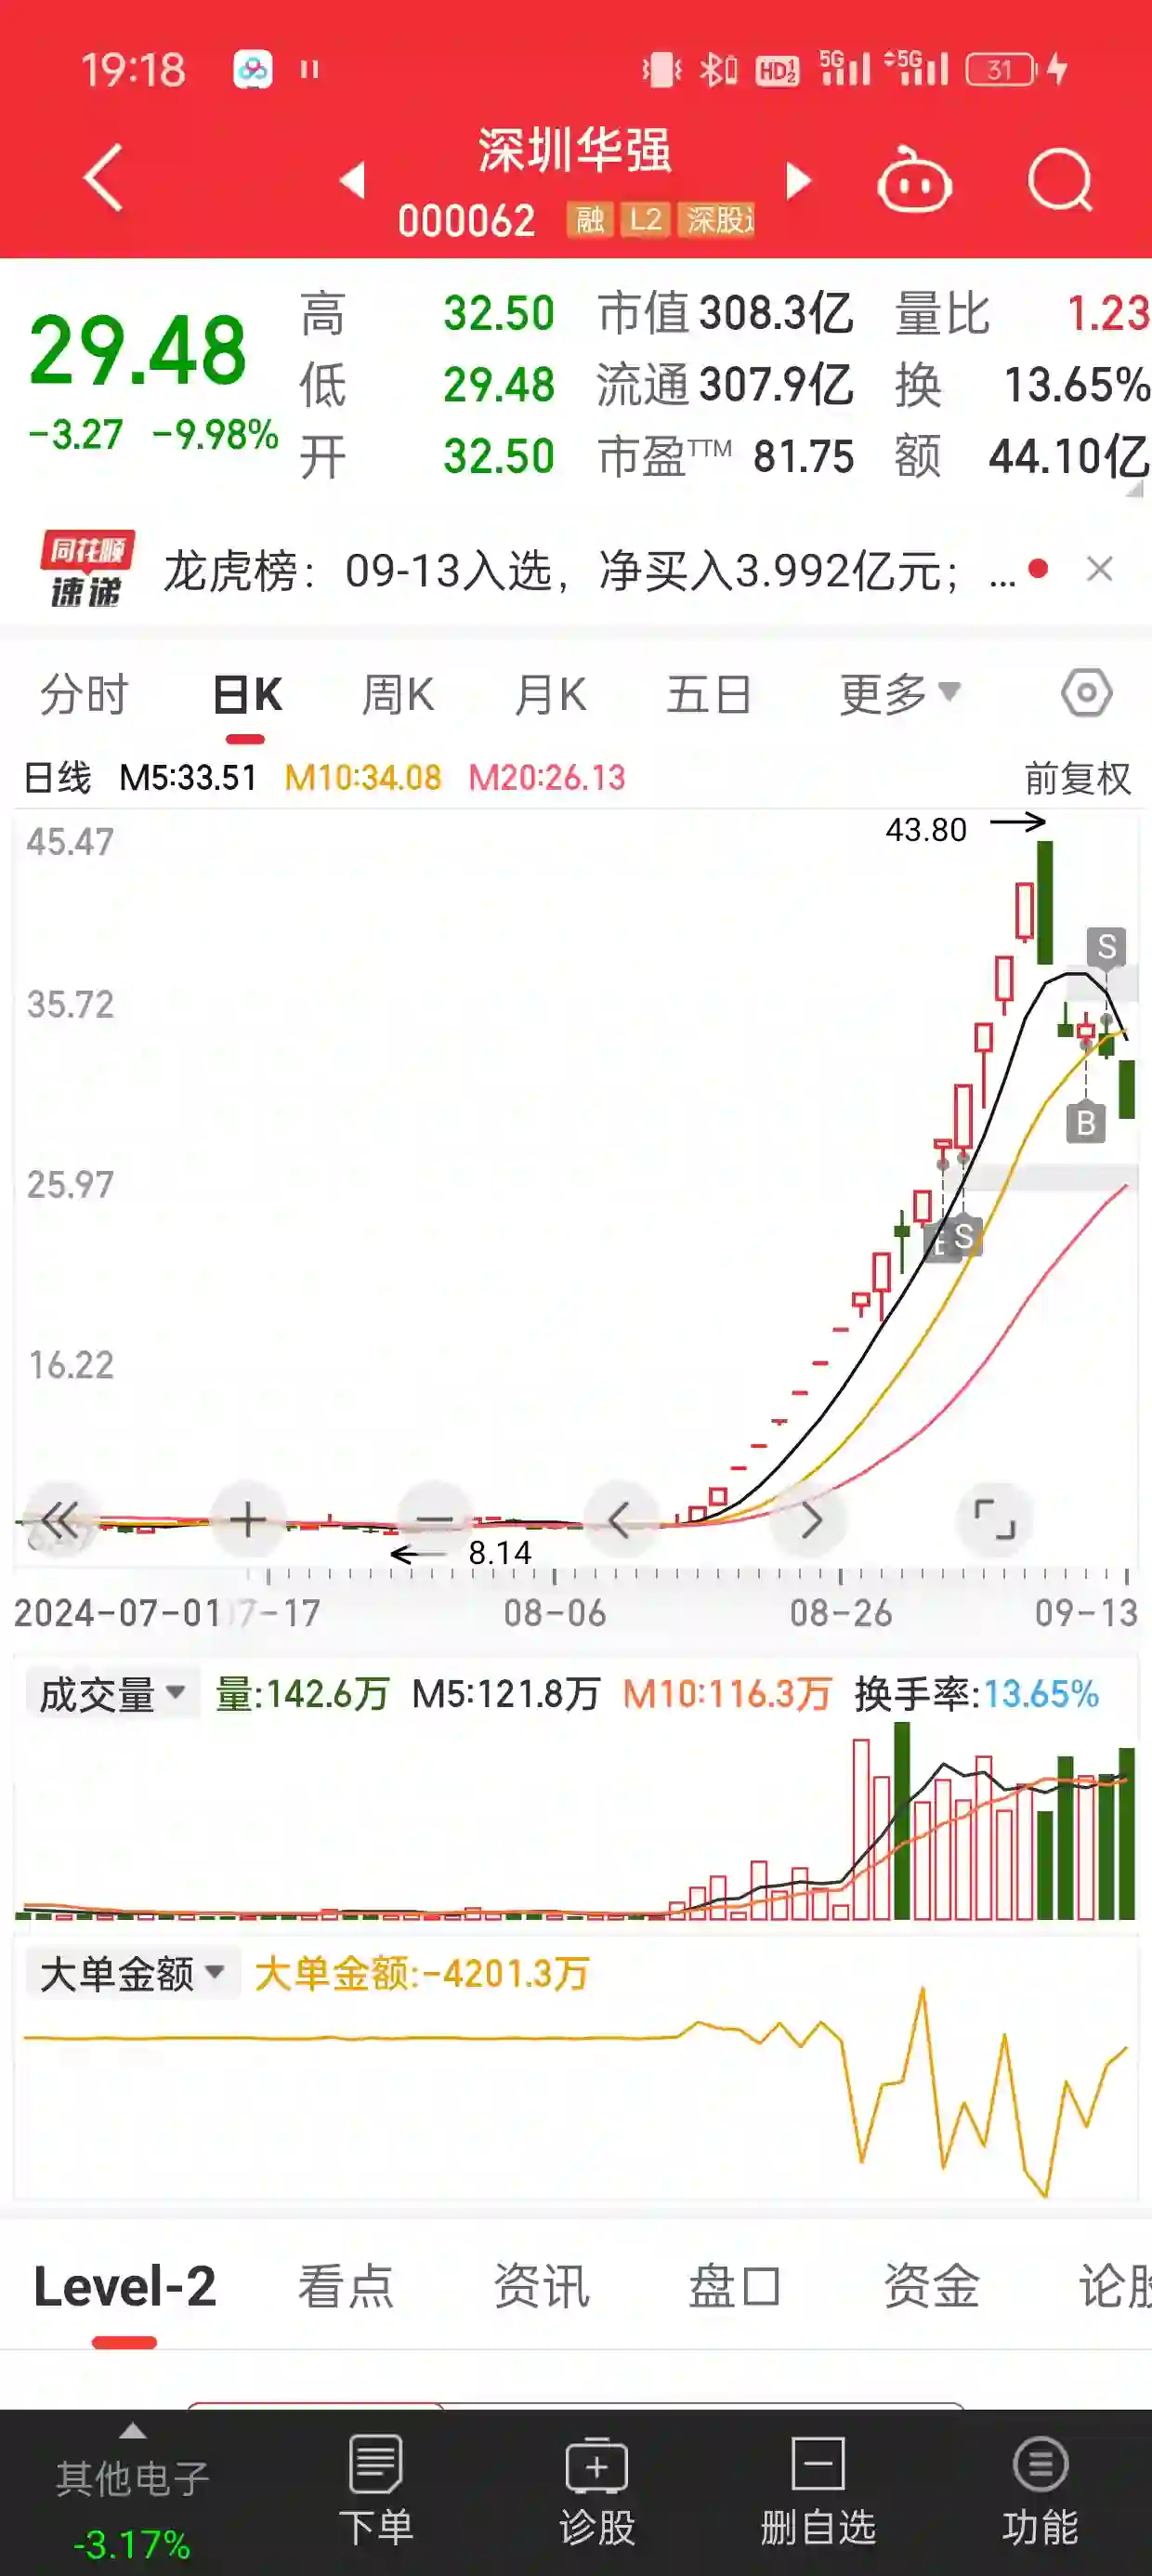 19:18 HD 1 2 5G 5G 31
深圳华强
000062 融 L2 深股
29.48 高 32.50 市值 308.3亿 量比 1.23
低 29.48 流通 307.9亿 换 13.65%
-3.27 -9.98% 开 32.50 市盈TTM 81.75 额 44.10亿
同花顺
速递
龙虎榜：09-13入选，净买入3.992亿元；...
分时 日K 周K 月K 五日 更多
日线 M5:33.51 M10:34.08 M20:26.13 前复权
45.47
43.80
S
35.72
B
25.97
S
16.22
8.14
2024-07-01 7-17 08-06 08-26 09-13
成交量 量:142.6万 M5:121.8万 M10:116.3万 换手率:13.65%
大单金额 大单金额:-4201.3万
Level-2 看点 资讯 盘口 资金 论股
其他电子
-3.17%
下单 诊股 删自选 功能